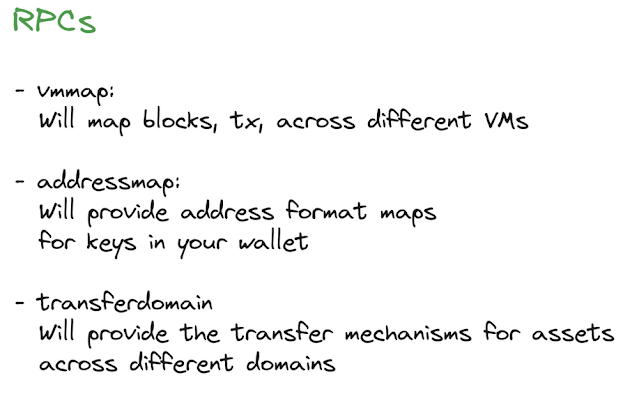 RPCs
- vmmap:
Will map blocks, tx, across different VMs
- addressmap:
Will provide address format maps
for keys in your wallet
- transferdomain
Will provide the transfer mechanisms for assets
across different domains